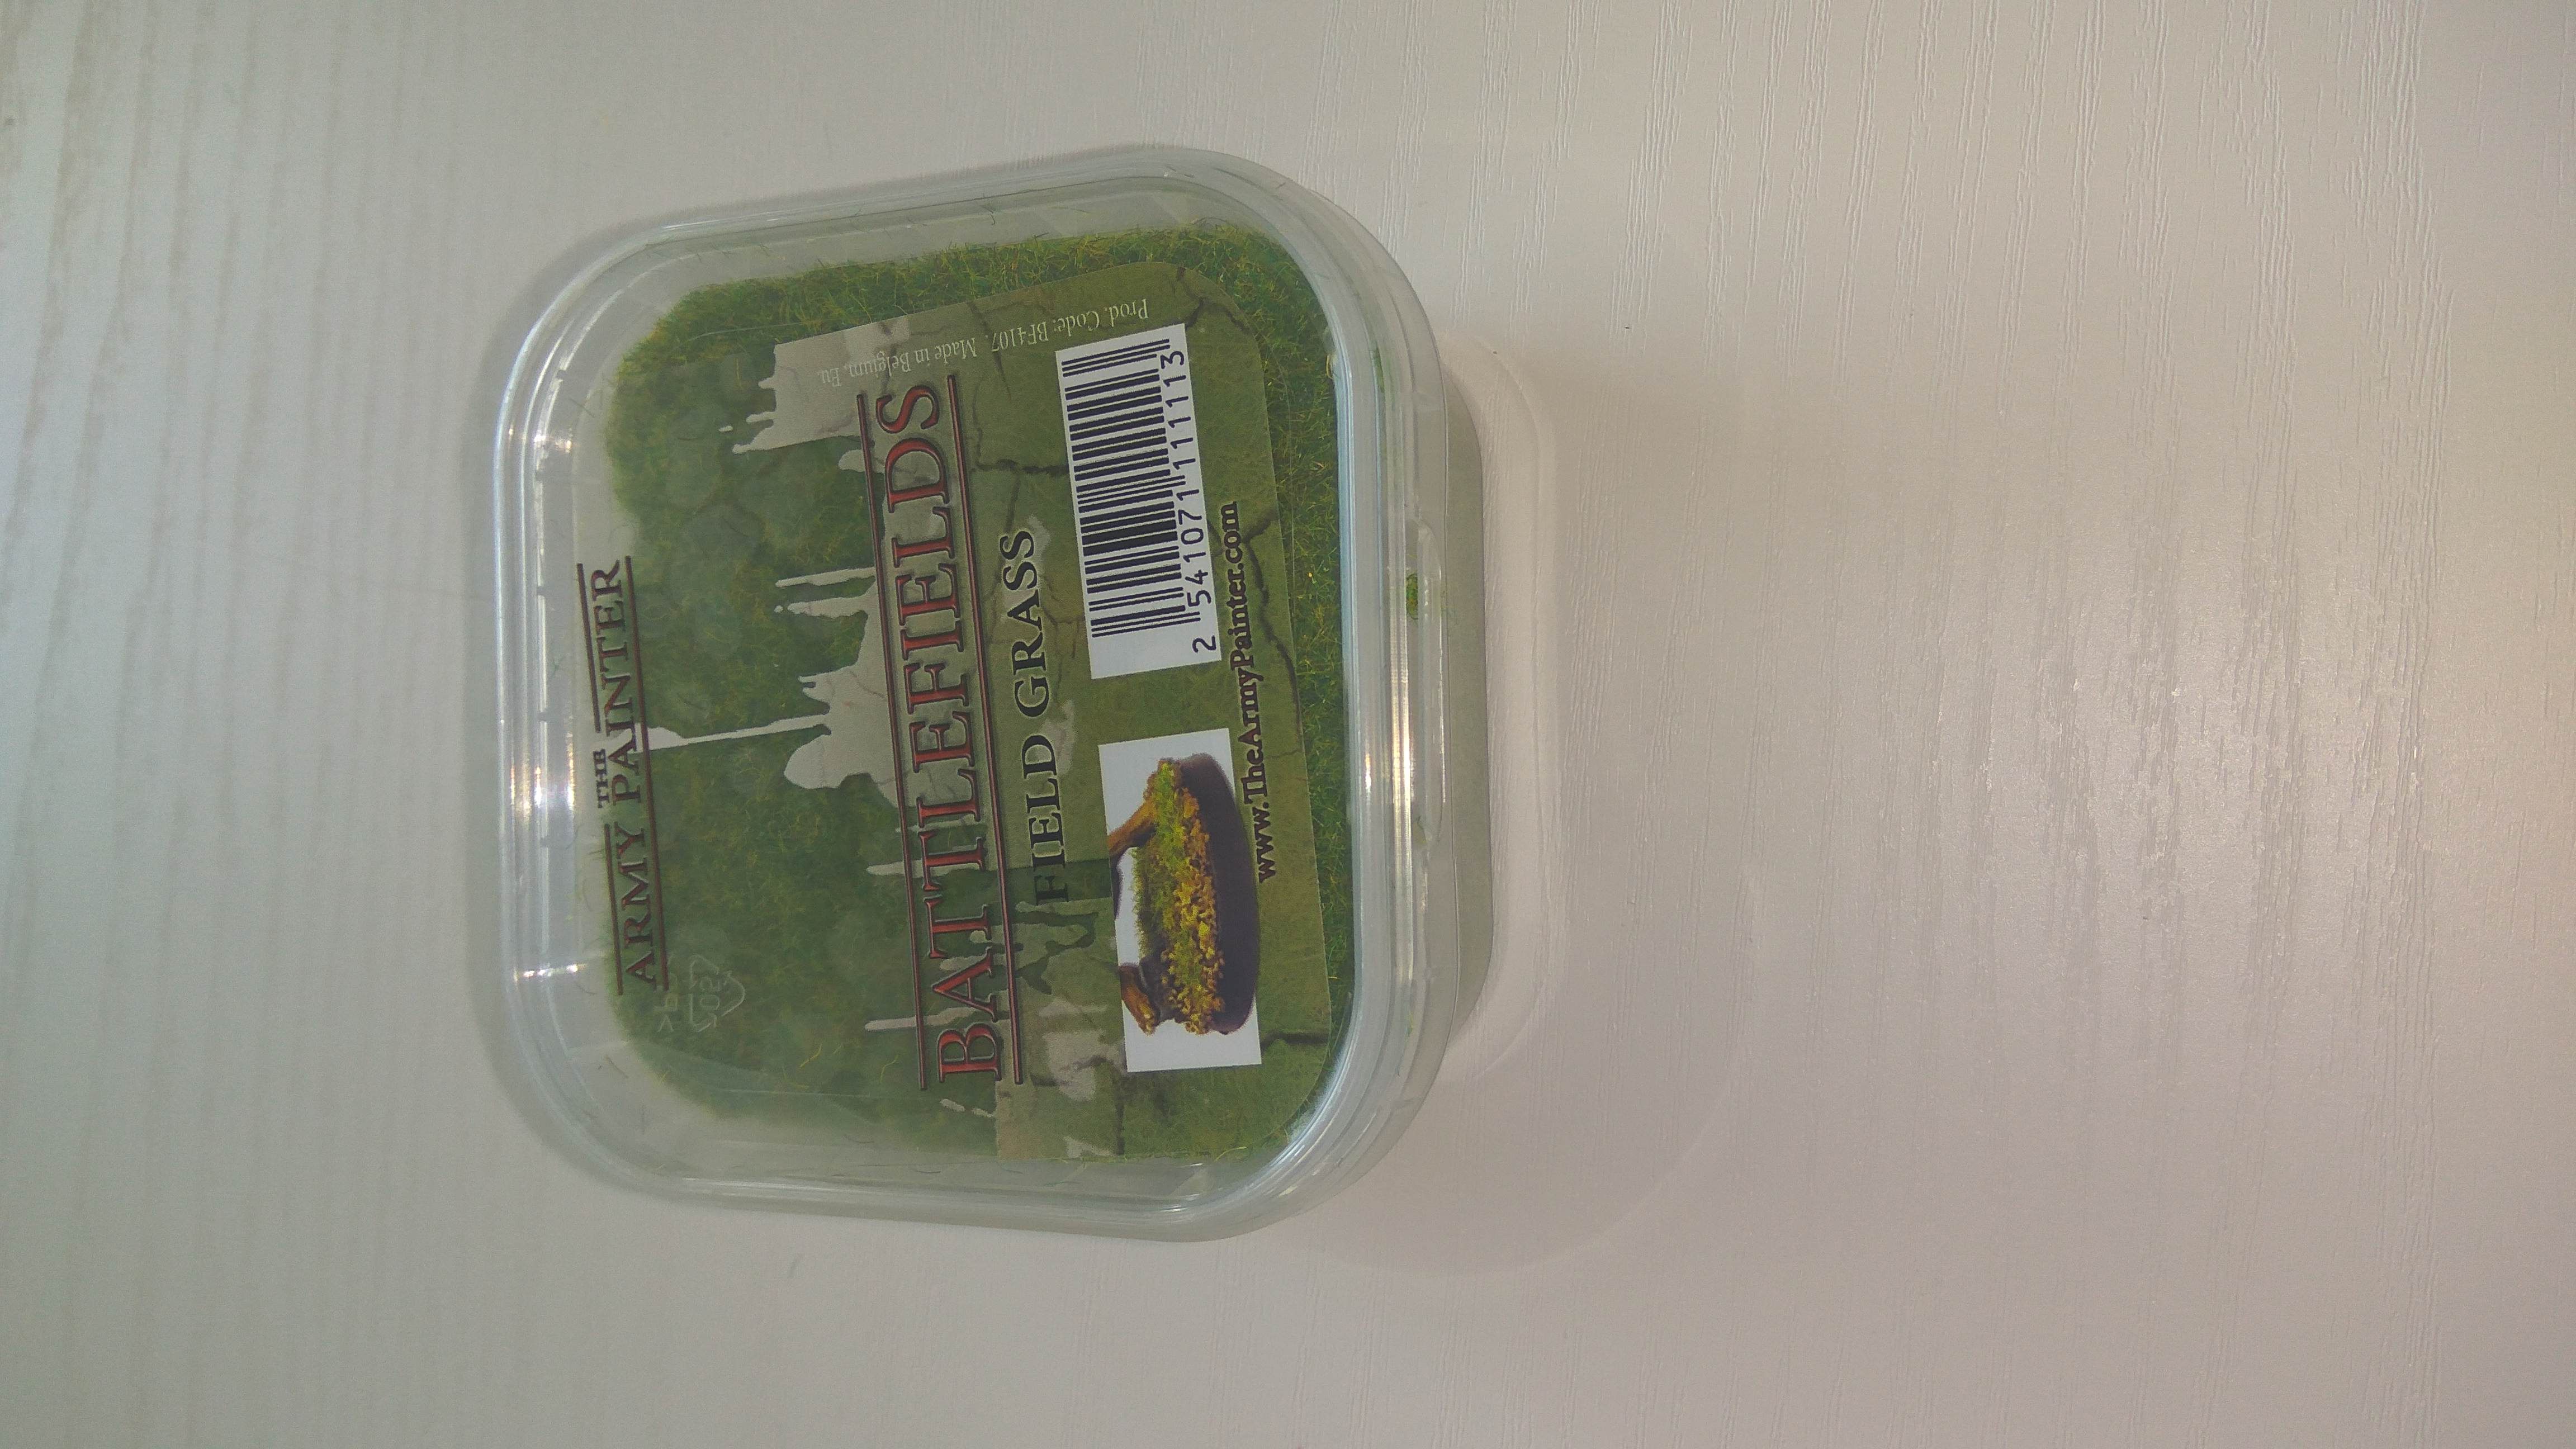 THE
ARMY PAINTER
BATTLEFIELDS
FIELD GRASS
2 541071 111113
www.TheArmyPainter.com
Prod. Code: BF4107. Made in Belgium, Eu.